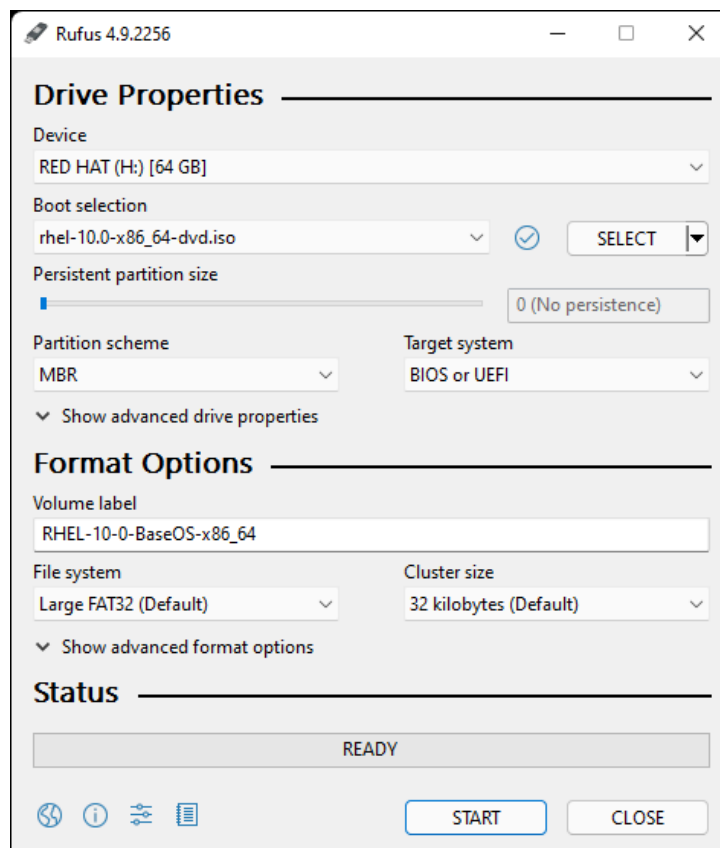 Rufus 4.9.2256
Drive Properties
Device
RED HAT (H:) [64 GB]
Boot selection
rhel-10.0-x86_64-dvd.iso
SELECT
Persistent partition size
0 (No persistence)
Partition scheme
Target system
MBR
BIOS or UEFI
Show advanced drive properties
Format Options
Volume label
RHEL-10-0-BaseOS-x86_64
File system
Cluster size
Large FAT32 (Default)
32 kilobytes (Default)
Show advanced format options
Status
READY
START
CLOSE